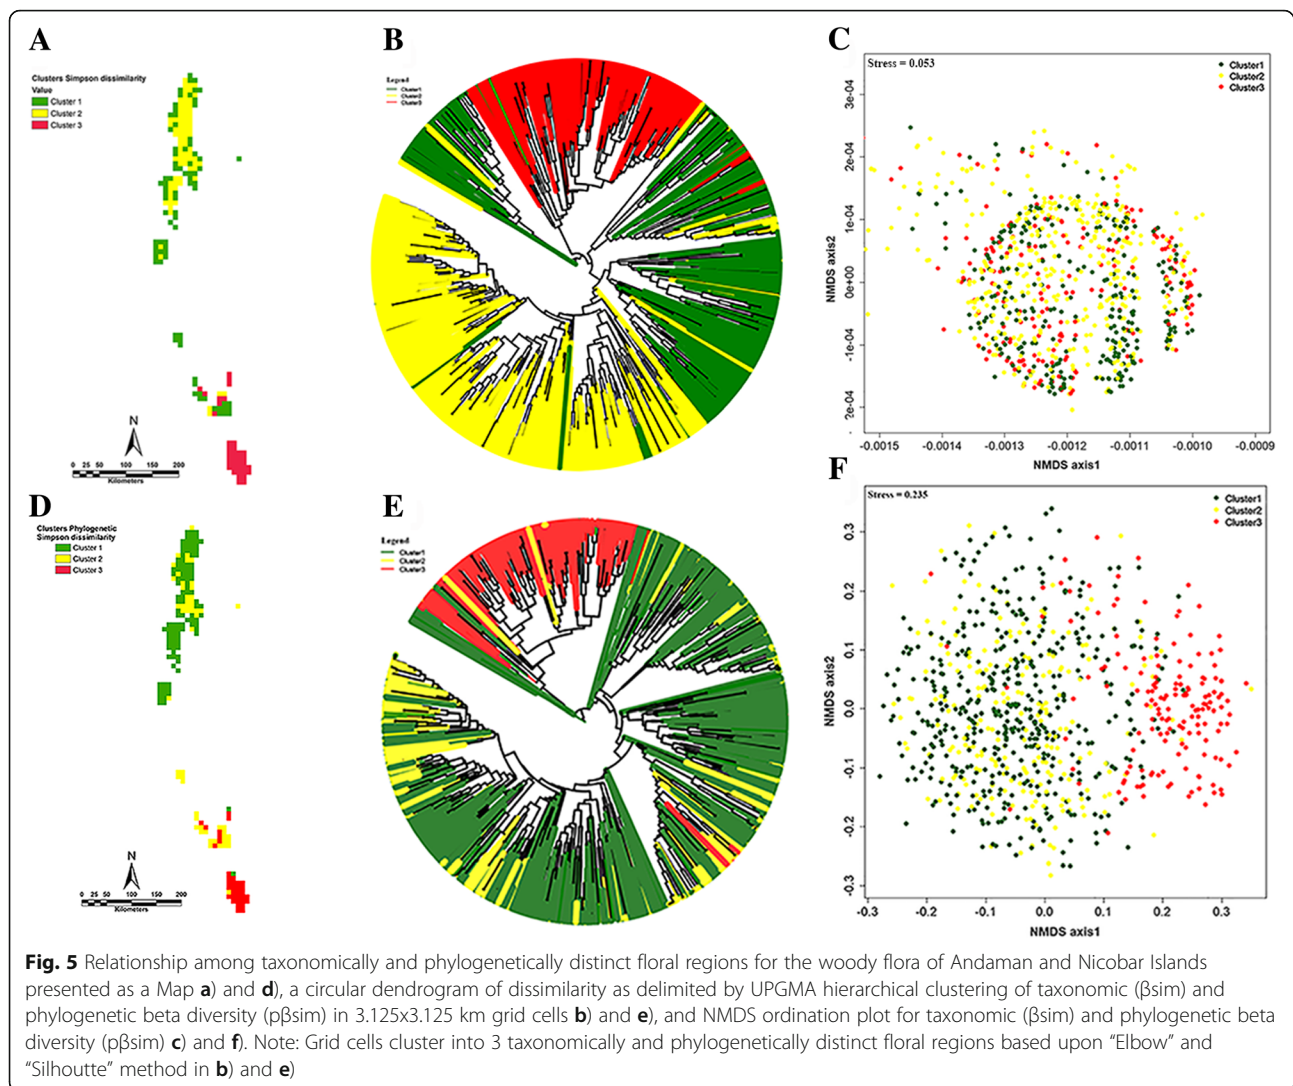 A
Clusters Simpson dissimilarity
Value
Cluster 1
Cluster 2
Cluster 3
N
0 25 50 100 150 200
Kilometers
B
Legend
Cluster1
Cluster2
Cluster3
C
Stress = 0.053
Cluster1
Cluster2
Cluster3
NMDS axis2
3e-04
2e-04
1e-04
0e+00
-1e-04
2e-04
-0.0015 -0.0014 -0.0013 -0.0012 -0.0011 -0.0010 -0.0009
NMDS axis1
D
Clusters Phylogenetic
Simpson dissimilarity
Cluster 1
Cluster 2
Cluster 3
N
0 25 50 100 150 200
Kilometers
E
Legend
Cluster1
Cluster2
Cluster3
F
Stress = 0.235
Cluster1
Cluster2
Cluster3
NMDS axis2
0.3
0.2
0.1
0.0
-0.1
-0.2
-0.3
-0.3 -0.2 -0.1 0.0 0.1 0.2 0.3
NMDS axis1
Fig. 5 Relationship among taxonomically and phylogenetically distinct floral regions for the woody flora of Andaman and Nicobar Islands
presented as a Map a) and d), a circular dendrogram of dissimilarity as delimited by UPGMA hierarchical clustering of taxonomic (βsim) and
phylogenetic beta diversity (pβsim) in 3.125x3.125 km grid cells b) and e), and NMDS ordination plot for taxonomic (βsim) and phylogenetic beta
diversity (pβsim) c) and f). Note: Grid cells cluster into 3 taxonomically and phylogenetically distinct floral regions based upon “Elbow” and
“Silhoutte” method in b) and e)